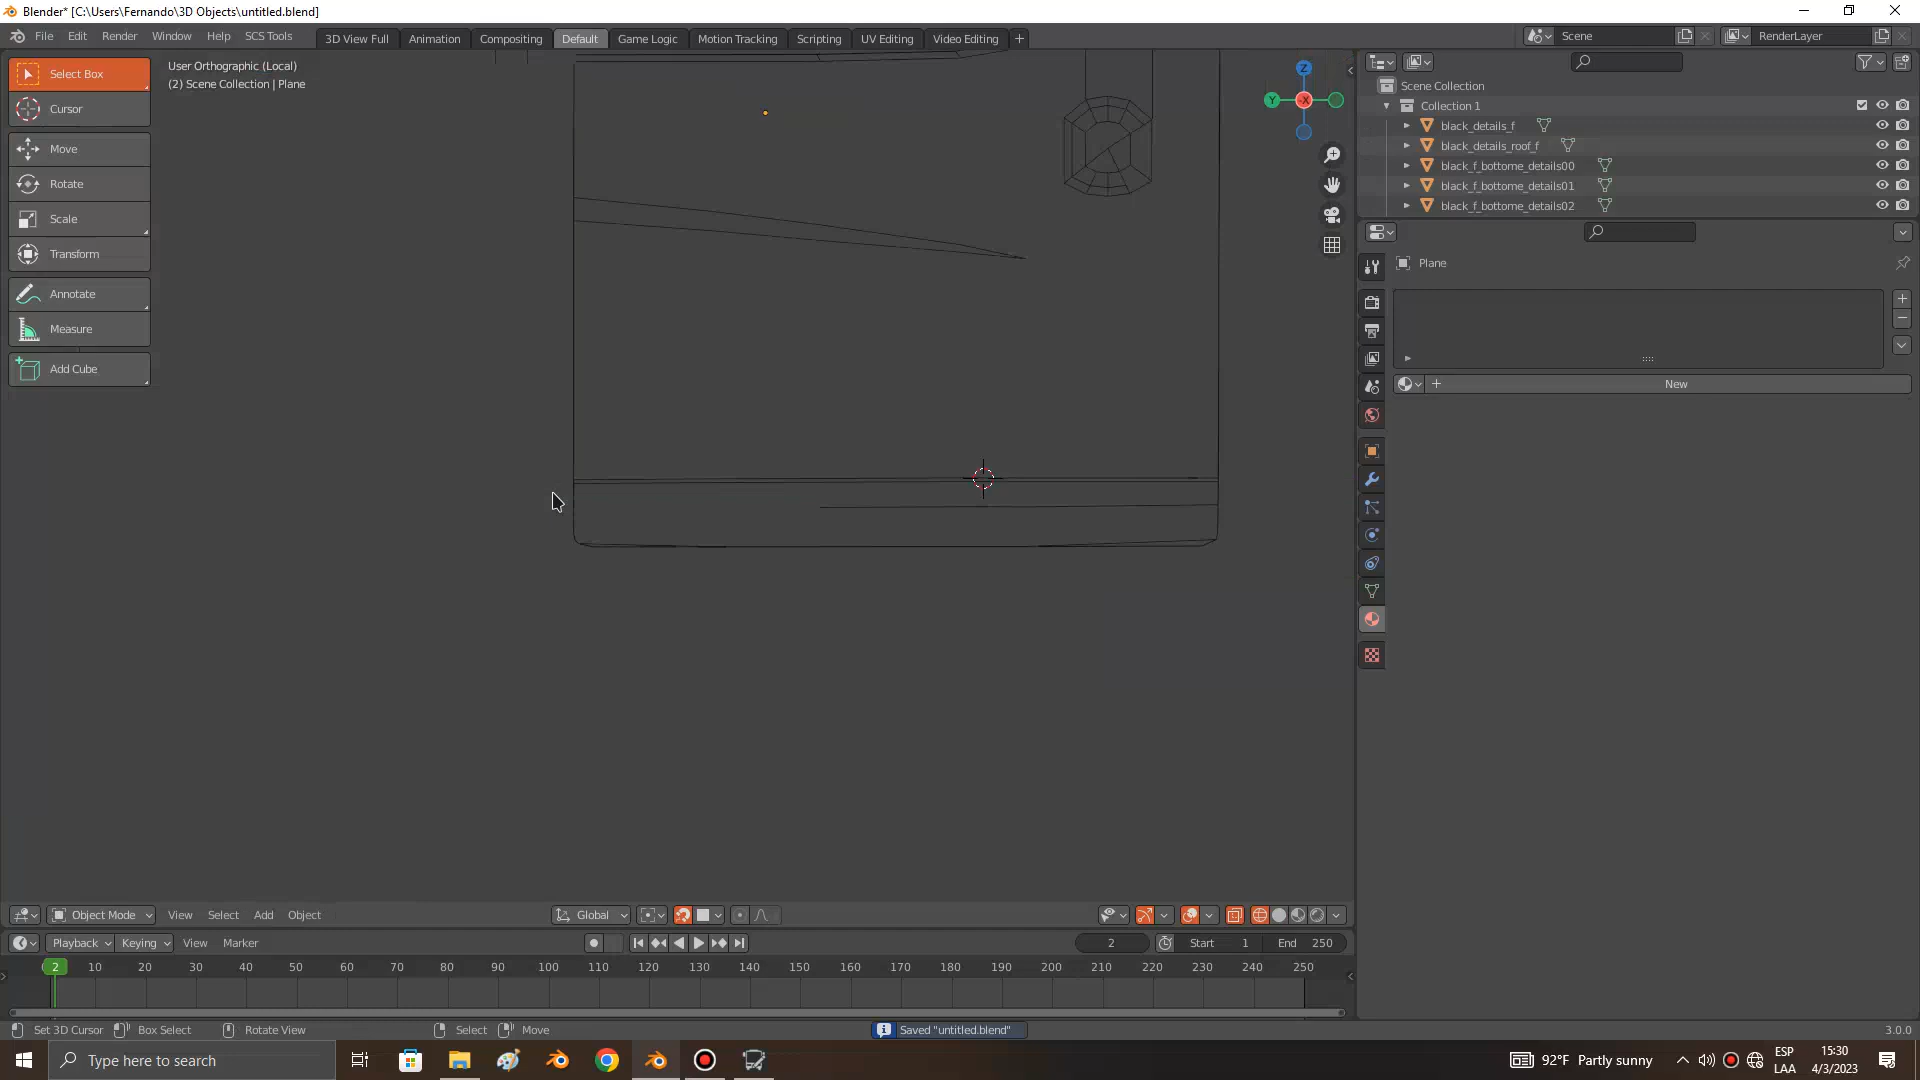 Blender* [C:\Users\Fernando\3D Objects\untitled.blend]
File Edit Render Window Help SCS Tools
3D View Full Animation Compositing Default Game Logic Motion Tracking Scripting UV Editing Video Editing
Scene RenderLayer
Select Box
Cursor
Move
Rotate
Scale
Transform
Annotate
Measure
Add Cube
User Orthographic (Local)
(2) Scene Collection | Plane
Z
Y
X
Scene Collection
Collection 1
black_details_f
black_details_roof_f
black_f_bottome_details00
black_f_bottome_details01
black_f_bottome_details02
Plane
New
Object Mode View Select Add Object Global
Playback Keying View Marker 2 Start 1 End 250
2 10 20 30 40 50 60 70 80 90 100 110 120 130 140 150 160 170 180 190 200 210 220 230 240 250
Set 3D Cursor Box Select Rotate View Select Move Saved "untitled.blend" 3.0.0
Type here to search
92°F Partly sunny
ESP
LAA
15:30
4/3/2023